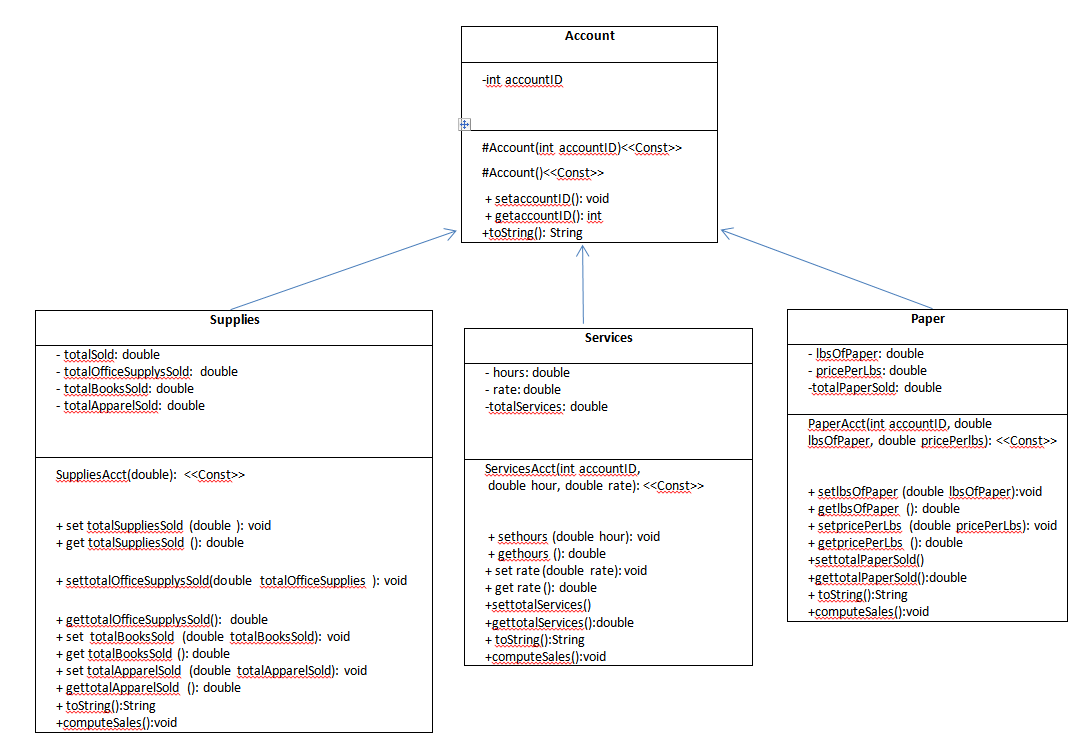 Account
-int accountID
#Account(int accountID)<<Const>>
#Account()<<Const>>
+ setaccountID(): void
+ getaccountID(): int
+toString(): String
Supplies
- totalSold: double
- totalOfficeSupplysSold: double
- totalBooksSold: double
- totalApparelSold: double
SuppliesAcct(double): <<Const>>
+ set totalSuppliesSold (double ): void
+ get totalSuppliesSold (): double
+ settotalOfficeSupplysSold(double totalOfficeSupplies ): void
+ gettotalOfficeSupplysSold(): double
+ set totalBooksSold (double totalBooksSold): void
+ get totalBooksSold (): double
+ set totalApparelSold (double totalApparelSold): void
+ gettotalApparelSold (): double
+ toString():String
+computeSales():void
Services
- hours: double
- rate: double
-totalServices: double
ServicesAcct(int accountID,
double hour, double rate): <<Const>>
+ sethours (double hour): void
+ gethours (): double
+ set rate (double rate): void
+ get rate (): double
+settotalServices()
+gettotalServices():double
+ toString():String
+computeSales():void
Paper
- lbsOfPaper: double
- pricePerLbs: double
-totalPaperSold: double
PaperAcct(int accountID, double
lbsOfPaper, double pricePerlbs): <<Const>>
+ setlbsOfPaper (double lbsOfPaper):void
+ getlbsOfPaper (): double
+ setpricePerLbs (double pricePerLbs): void
+ getpricePerLbs (): double
+settotalPaperSold()
+gettotalPaperSold():double
+ toString():String
+computeSales():void